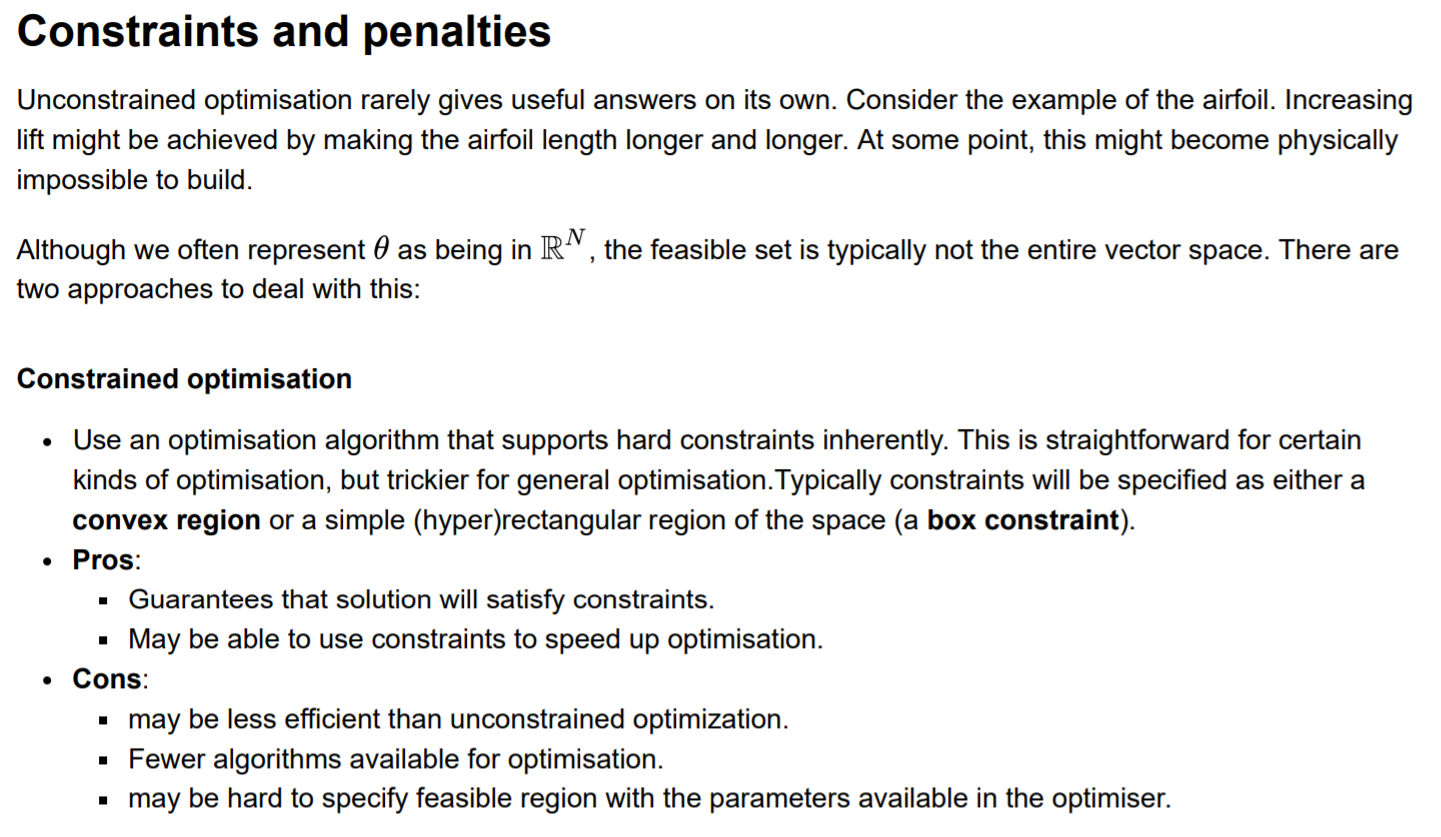 Constraints and penalties
Unconstrained optimisation rarely gives useful answers on its own. Consider the example of the airfoil. Increasing
lift might be achieved by making the airfoil length longer and longer. At some point, this might become physically
impossible to build.
Although we often represent θ as being in ℝ^N, the feasible set is typically not the entire vector space. There are
two approaches to deal with this:
Constrained optimisation
• Use an optimisation algorithm that supports hard constraints inherently. This is straightforward for certain
kinds of optimisation, but trickier for general optimisation.Typically constraints will be specified as either a
convex region or a simple (hyper)rectangular region of the space (a box constraint).
• Pros:
▪ Guarantees that solution will satisfy constraints.
▪ May be able to use constraints to speed up optimisation.
• Cons:
▪ may be less efficient than unconstrained optimization.
▪ Fewer algorithms available for optimisation.
▪ may be hard to specify feasible region with the parameters available in the optimiser.